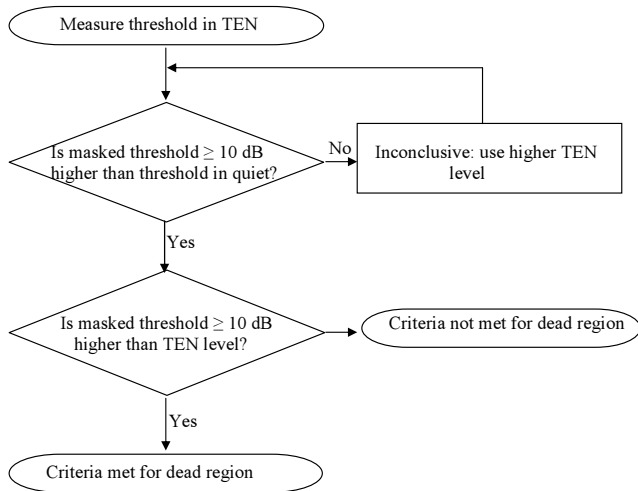 Measure threshold in TEN
Is masked threshold ≥ 10 dB
higher than threshold in quiet?
No
Inconclusive: use higher TEN
level
Yes
Is masked threshold ≥ 10 dB
higher than TEN level?
Criteria not met for dead region
Yes
Criteria met for dead region